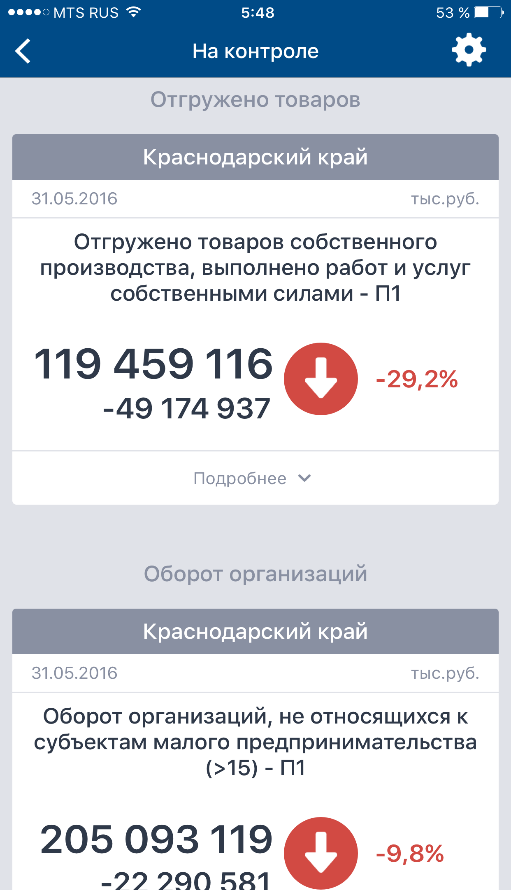 MTS RUS 5:48 53 %
На контроле
Отгружено товаров
Краснодарский край
31.05.2016 тыс.руб.
Отгружено товаров собственного
производства, выполнено работ и услуг
собственными силами - П1
119 459 116 -29,2%
-49 174 937
Подробнее
Оборот организаций
Краснодарский край
31.05.2016 тыс.руб.
Оборот организаций, не относящихся к
субъектам малого предпринимательства
(>15) - П1
205 093 119 -9,8%
-22 290 581